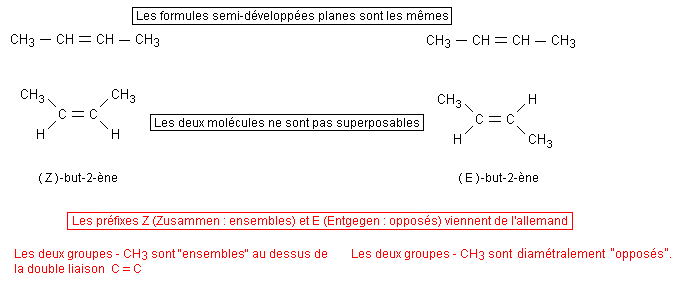 Les formules semi-développées planes sont les mêmes
CH3 — CH = CH — CH3
CH3 — CH = CH — CH3
CH3 CH3
C = C
H H
Les deux molécules ne sont pas superposables
CH3 H
C = C
H CH3
( Z )-but-2-ène
( E )-but-2-ène
Les préfixes Z (Zusammen : ensembles) et E (Entgegen : opposés) viennent de l'allemand
Les deux groupes - CH3 sont "ensembles" au dessus de
la double liaison C = C
Les deux groupes - CH3 sont diamétralement "opposés".